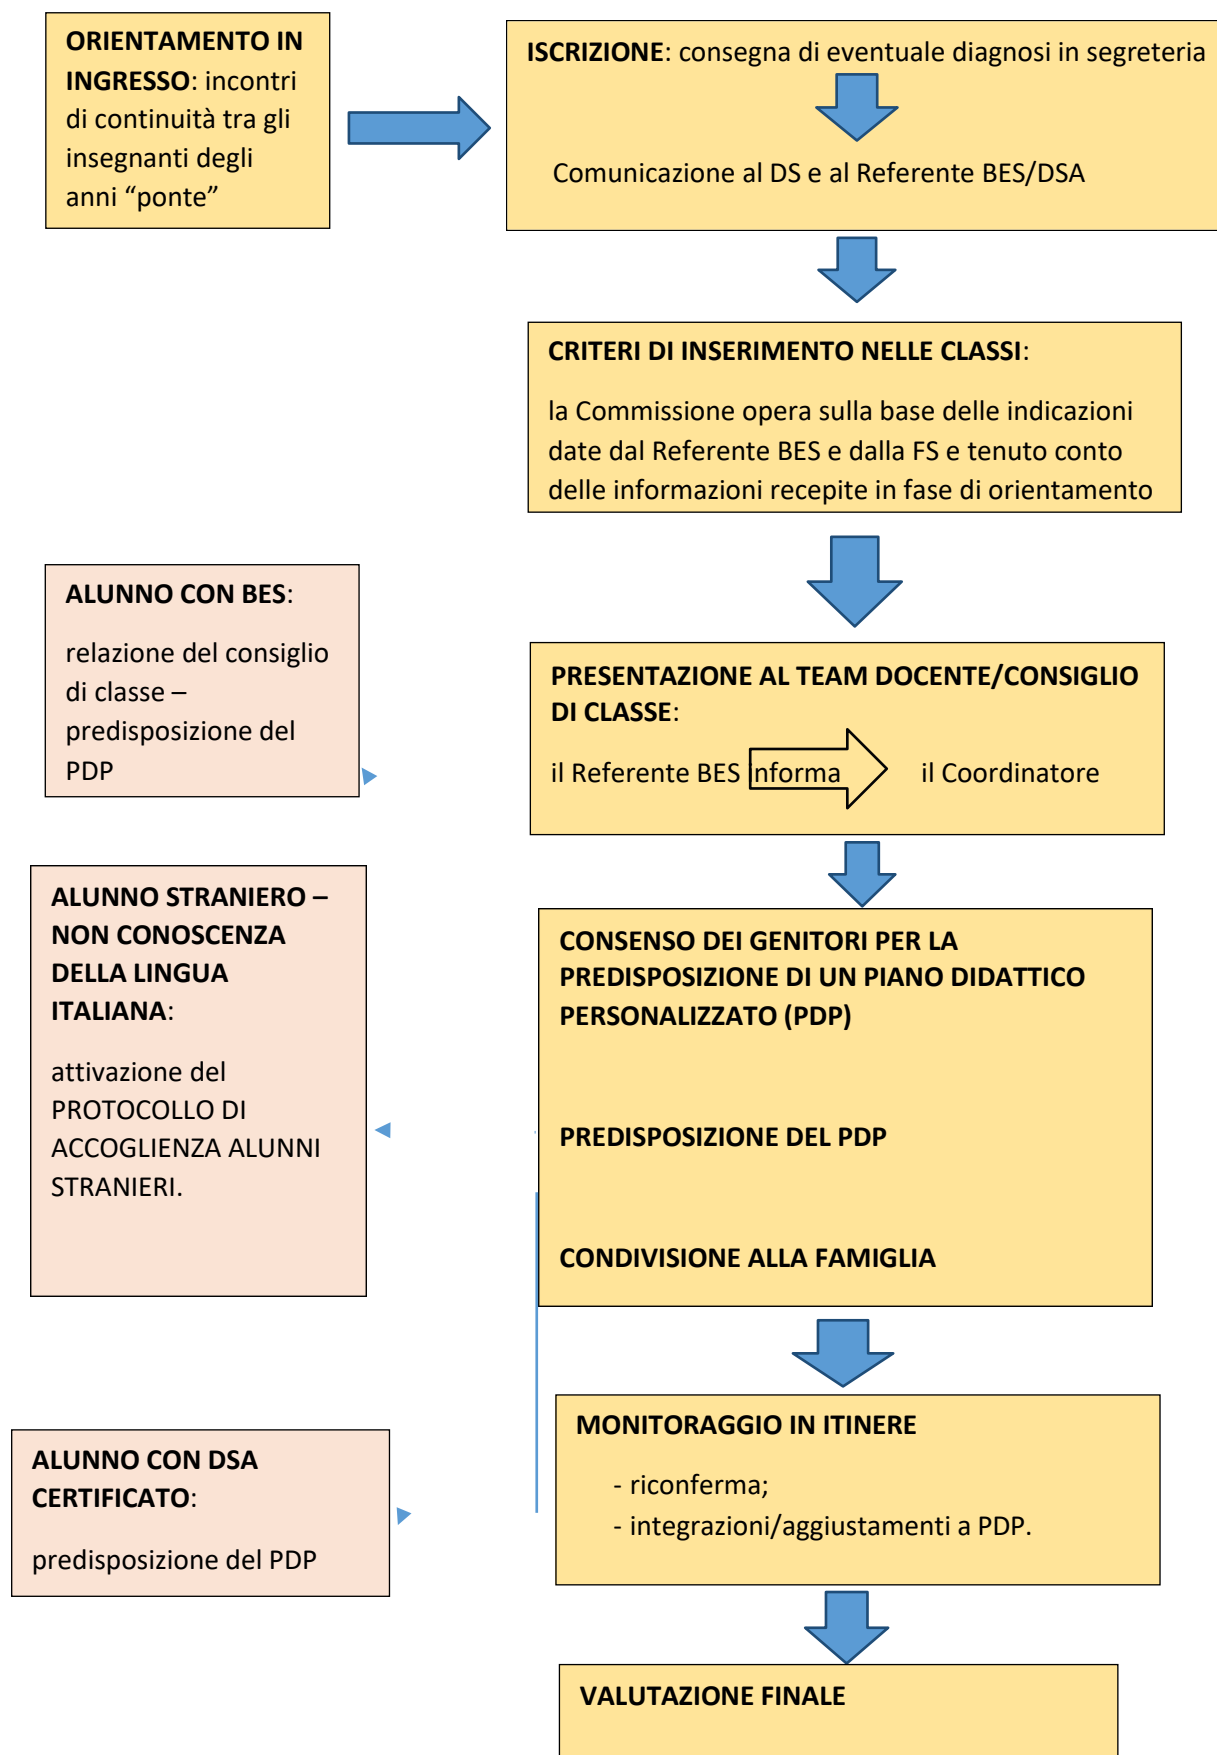 ORIENTAMENTO IN
INGRESSO: incontri
di continuità tra gli
insegnanti degli
anni “ponte”
ISCRIZIONE: consegna di eventuale diagnosi in segreteria
Comunicazione al DS e al Referente BES/DSA
CRITERI DI INSERIMENTO NELLE CLASSI:
la Commissione opera sulla base delle indicazioni
date dal Referente BES e dalla FS e tenuto conto
delle informazioni recepite in fase di orientamento
ALUNNO CON BES:
relazione del consiglio
di classe –
predisposizione del
PDP
PRESENTAZIONE AL TEAM DOCENTE/CONSIGLIO
DI CLASSE:
il Referente BES informa il Coordinatore
ALUNNO STRANIERO –
NON CONOSCENZA
DELLA LINGUA
ITALIANA:
attivazione del
PROTOCOLLO DI
ACCOGLIENZA ALUNNI
STRANIERI.
CONSENSO DEI GENITORI PER LA
PREDISPOSIZIONE DI UN PIANO DIDATTICO
PERSONALIZZATO (PDP)
PREDISPOSIZIONE DEL PDP
CONDIVISIONE ALLA FAMIGLIA
MONITORAGGIO IN ITINERE
- riconferma;
- integrazioni/aggiustamenti a PDP.
ALUNNO CON DSA
CERTIFICATO:
predisposizione del PDP
VALUTAZIONE FINALE